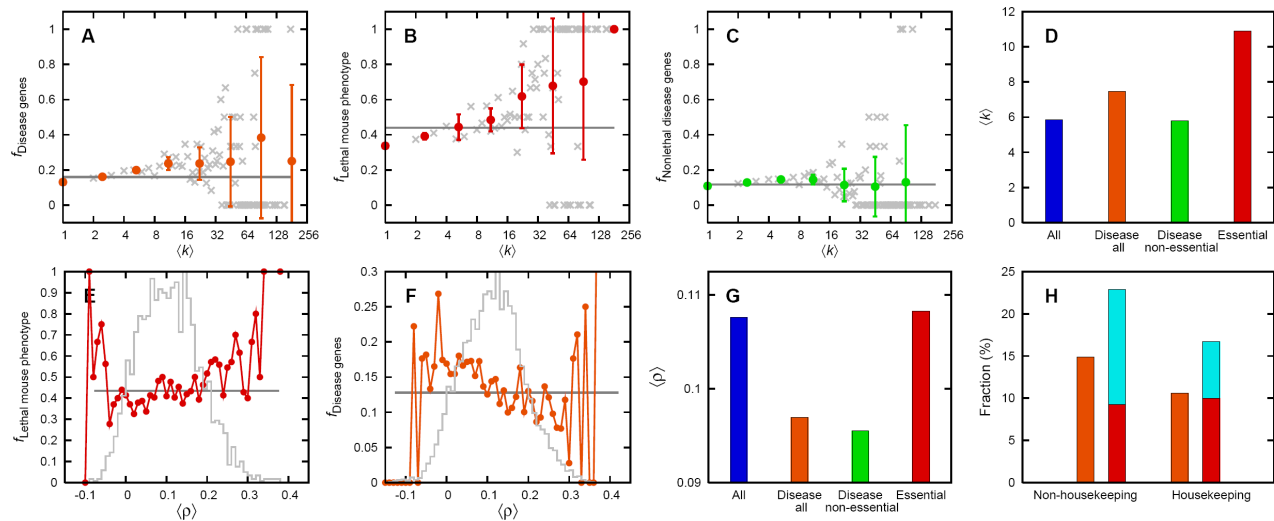 A
f Disease genes
1
0.8
0.6
0.4
0.2
0
1 2 4 8 16 32 64 128 256
⟨k⟩
B
f Lethal mouse phenotype
1
0.8
0.6
0.4
0.2
0
1 2 4 8 16 32 64 128 256
⟨k⟩
C
f Nonlethal disease genes
1
0.8
0.6
0.4
0.2
0
1 2 4 8 16 32 64 128 256
⟨k⟩
D
⟨k⟩
12
10
8
6
4
2
0
All Disease all Disease non-essential Essential
E
f Lethal mouse phenotype
1
0.9
0.8
0.7
0.6
0.5
0.4
0.3
0.2
0.1
0
-0.1 0 0.1 0.2 0.3 0.4
⟨ρ⟩
F
f Disease genes
0.3
0.25
0.2
0.15
0.1
0.05
0
-0.1 0 0.1 0.2 0.3 0.4
⟨ρ⟩
G
⟨ρ⟩
0.11
0.1
0.09
All Disease all Disease non-essential Essential
H
Fraction (%)
25
20
15
10
5
0
Non-housekeeping Housekeeping